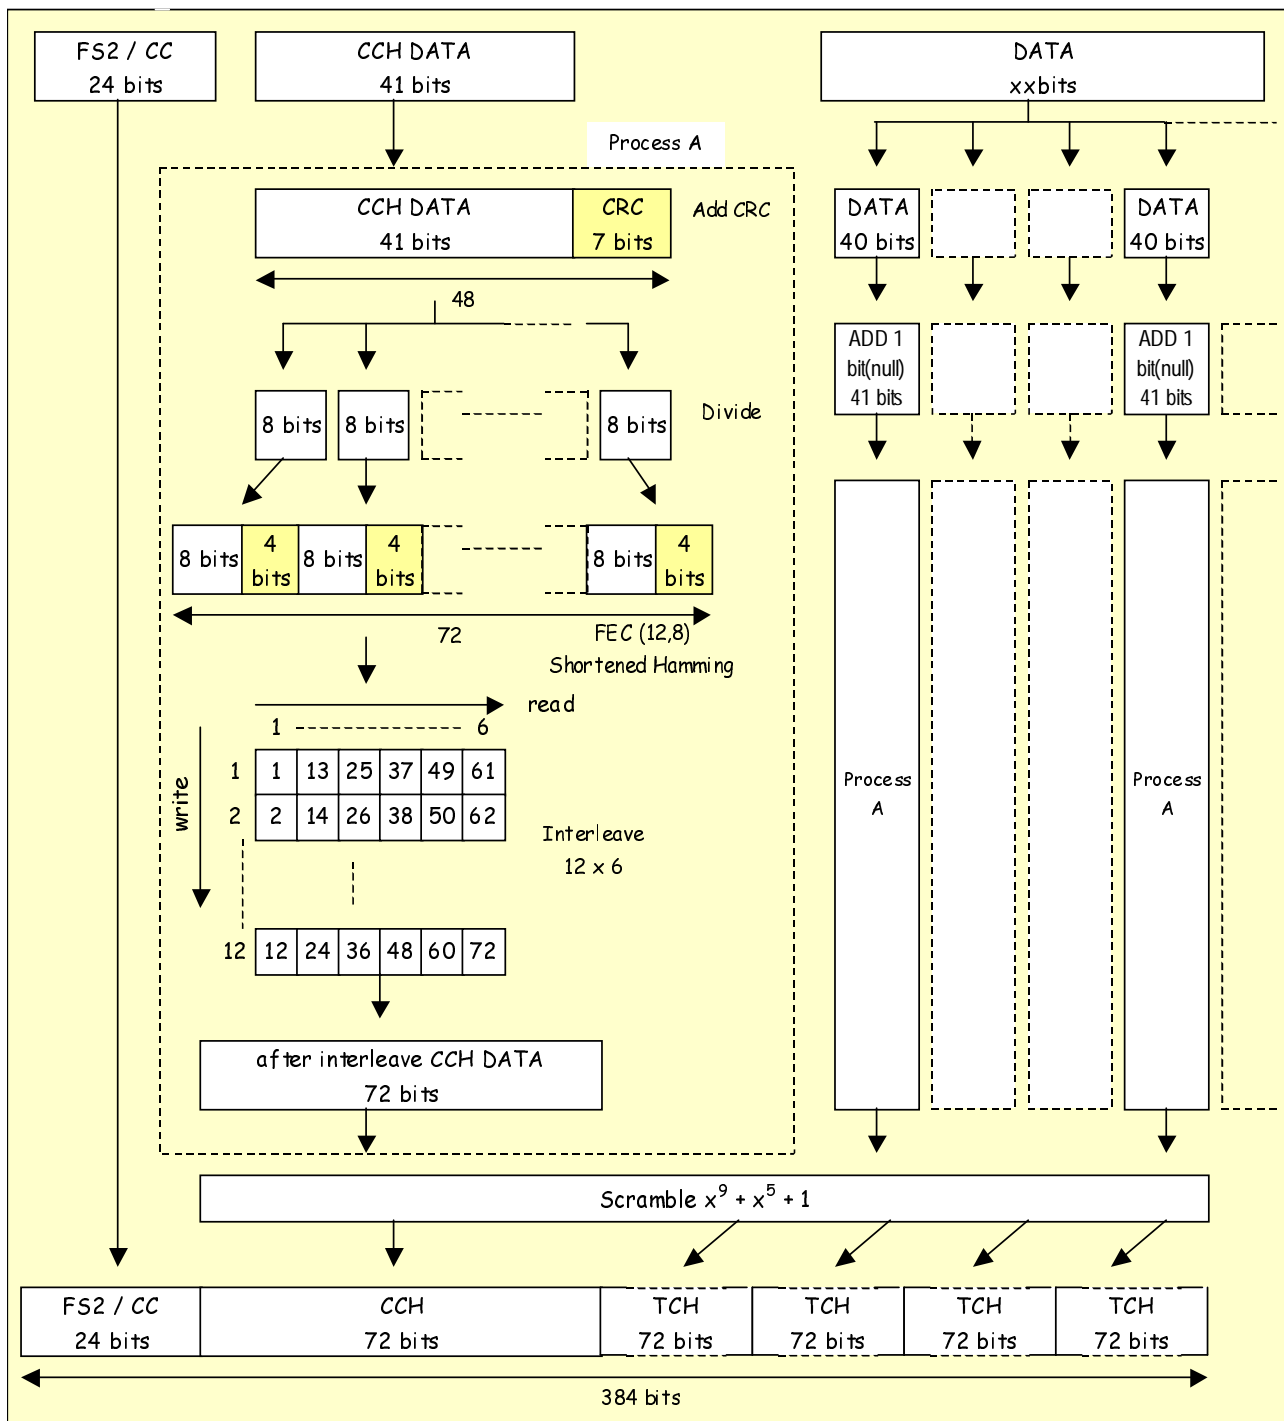 FS2 / CC
24 bits
CCH DATA
41 bits
DATA
xxbits
Process A
CCH DATA
41 bits
CRC
7 bits
Add CRC
48
8 bits
8 bits
8 bits
Divide
8 bits
4
bits
8 bits
4
bits
8 bits
4
bits
72
FEC (12,8)
Shortened Hamming
read
1
6
write
1
1 13 25 37 49 61
2
2 14 26 38 50 62
Interleave
12 x 6
12
12 24 36 48 60 72
after interleave CCH DATA
72 bits
DATA
40 bits
DATA
40 bits
ADD 1
bit(null)
41 bits
ADD 1
bit(null)
41 bits
Process
A
Process
A
Scramble x⁹ + x⁵ + 1
FS2 / CC
24 bits
CCH
72 bits
TCH
72 bits
TCH
72 bits
TCH
72 bits
TCH
72 bits
384 bits